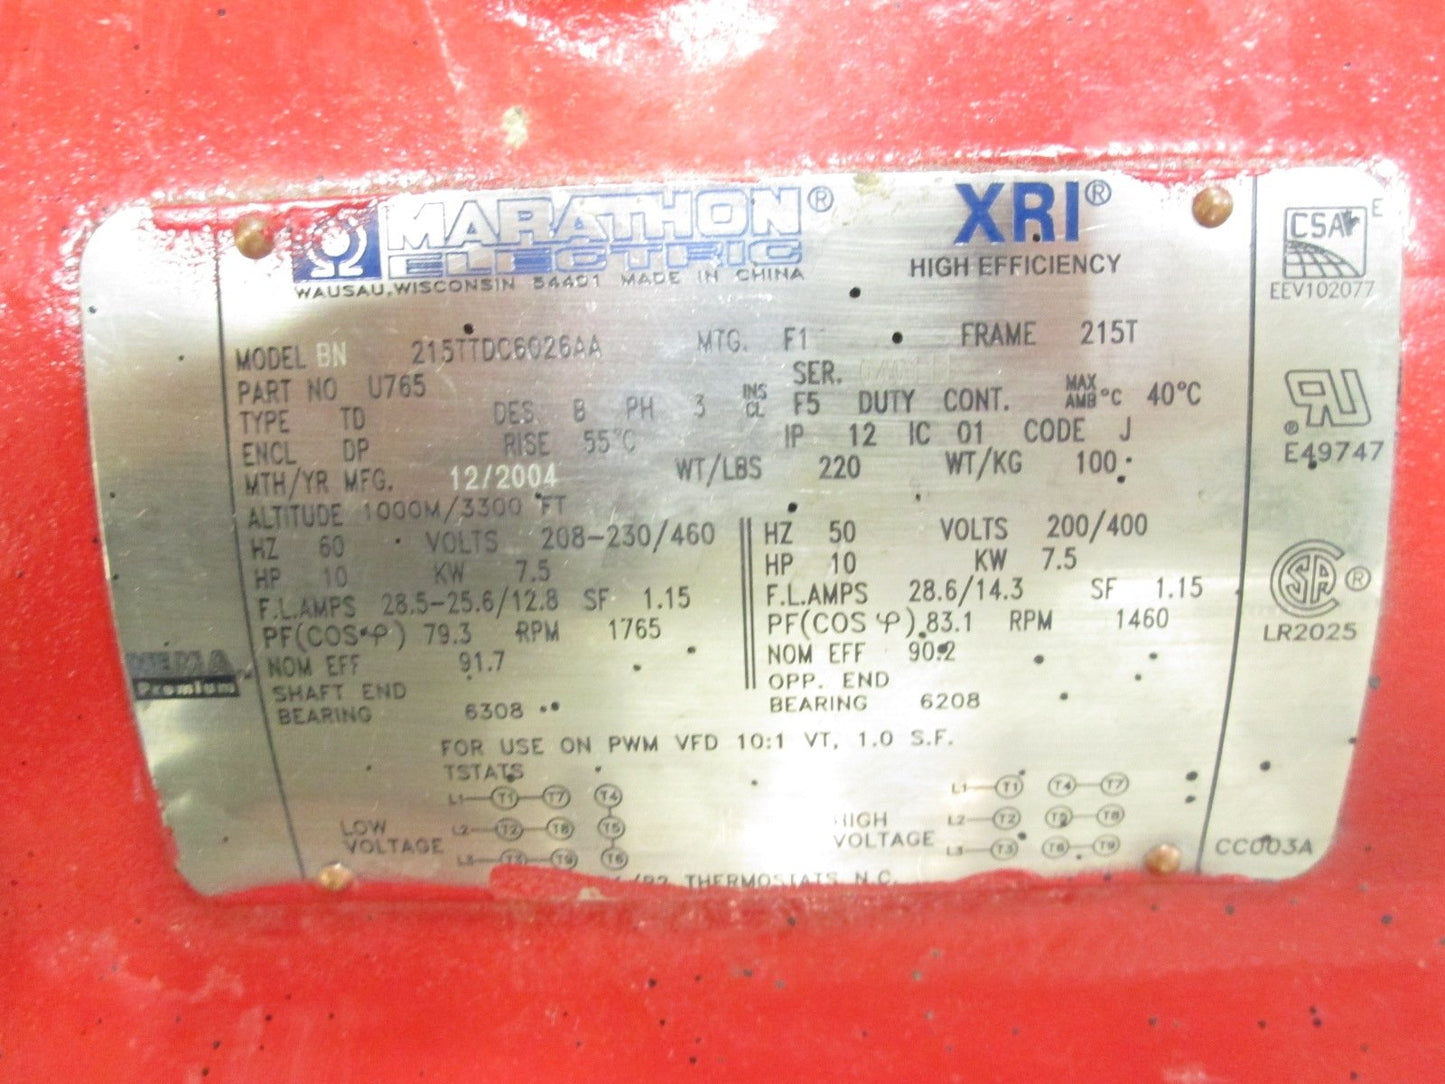 MARATHON®
ELECTRIC
WAUSAU, WISCONSIN 54401 MADE IN CHINA
XRI®
HIGH EFFICIENCY
MODEL BN 215TTDC6026AA MTG. F1 FRAME 215T
PART NO U765 SER.
TYPE TD DES B PH 3 INS CL F5 DUTY CONT. MAX AMB °C 40°C
ENCL DP RISE 55°C IP 12 IC 01 CODE J
MTH/YR MFG. 12/2004 WT/LBS 220 WT/KG 100
ALTITUDE 1000M/3300 FT
HZ 60 VOLTS 208-230/460
HP 10 KW 7.5
F.L.AMPS 28.5-25.6/12.8 SF 1.15
PF(COS φ) 79.3 RPM 1765
NOM EFF 91.7
SHAFT END
BEARING 6308
HZ 50 VOLTS 200/400
HP 10 KW 7.5
F.L.AMPS 28.6/14.3 SF 1.15
PF(COS φ) 83.1 RPM 1460
NOM EFF 90.2
OPP. END
BEARING 6208
FOR USE ON PWM VFD 10:1 VT, 1.0 S.F.
TSTATS
LOW
VOLTAGE
L1 T1 T7 T4
L2 T2 T8 T5
L3 T3 T9 T6
HIGH
VOLTAGE
L1 T1 T4 T7
L2 T2 T5 T8
L3 T3 T6 T9
/P2 THERMOSTATS N.C.
NEMA
Premium
CSA E
EEV102077
RU
®
E49747
SA ®
LR2025
CC003A